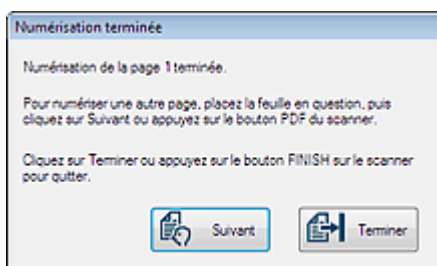 Numérisation terminée
Numérisation de la page 1 terminée.
Pour numériser une autre page, placez la feuille en question, puis
cliquez sur Suivant ou appuyez sur le bouton PDF du scanner.
Cliquez sur Terminer ou appuyez sur le bouton FINISH sur le scanner
pour quitter.
Suivant Terminer